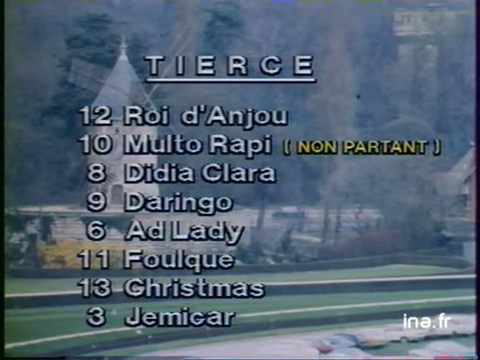 TIERCE
12 Roi d'Anjou
10 Multo Rapi ( NON PARTANT )
8 Didia Clara
9 Daringo
6 Ad Lady
11 Foulque
13 Christmas
3 Jemicar
ina.fr